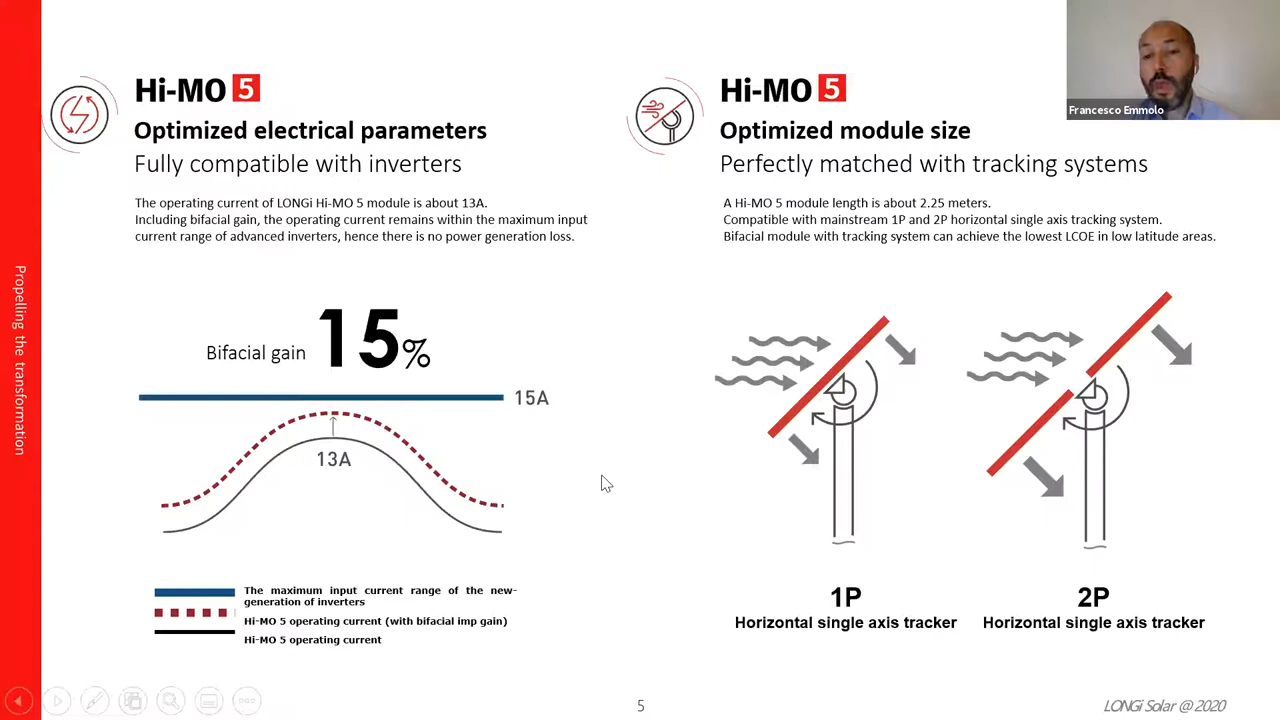 Propelling the transformation
Hi-MO 5
Optimized electrical parameters
Fully compatible with inverters
The operating current of LONGi Hi-MO 5 module is about 13A.
Including bifacial gain, the operating current remains within the maximum input
current range of advanced inverters, hence there is no power generation loss.
Bifacial gain 15%
15A
13A
The maximum input current range of the new-
generation of inverters
Hi-MO 5 operating current (with bifacial imp gain)
Hi-MO 5 operating current
Hi-MO 5
Optimized module size
Perfectly matched with tracking systems
A Hi-MO 5 module length is about 2.25 meters.
Compatible with mainstream 1P and 2P horizontal single axis tracking system.
Bifacial module with tracking system can achieve the lowest LCOE in low latitude areas.
1P
Horizontal single axis tracker
2P
Horizontal single axis tracker
Francesco Emmolo
5
LONGi Solar @ 2020